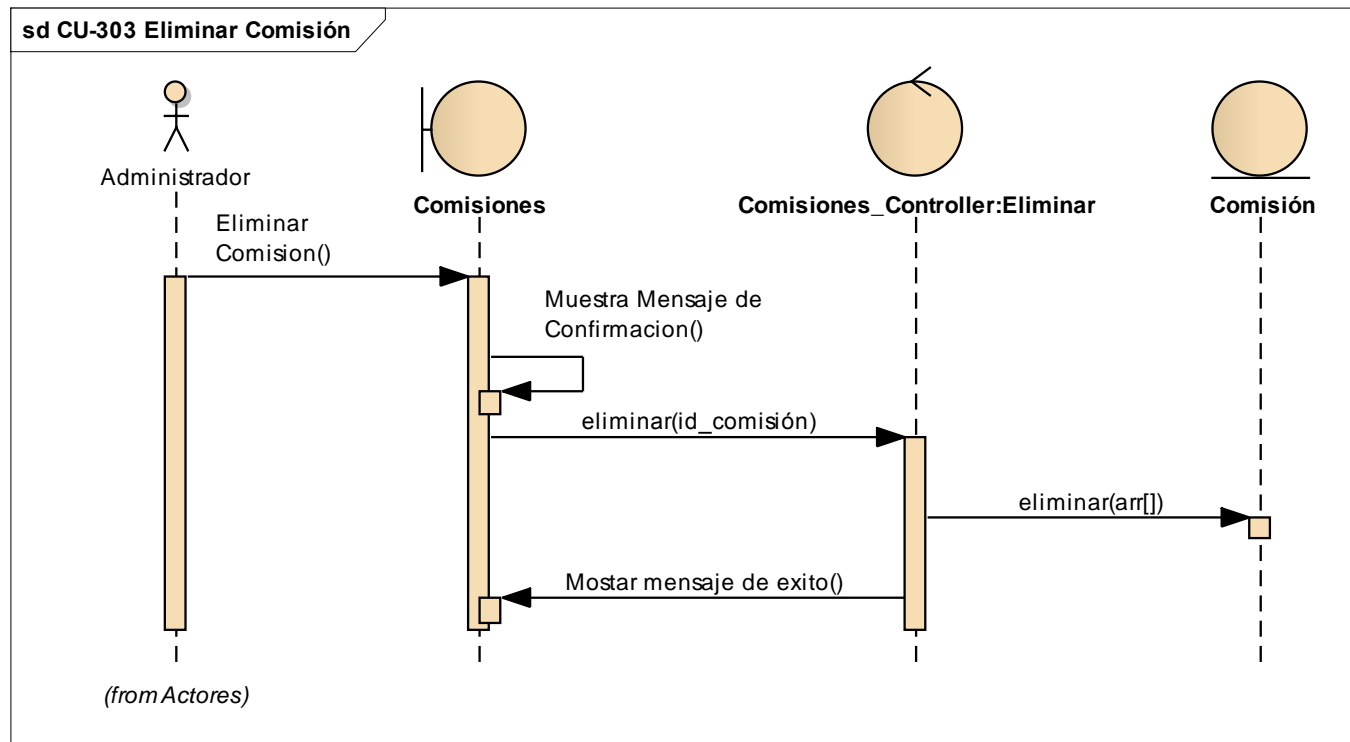 sd CU-303 Eliminar Comisión
Administrador
Comisiones
Comisiones_Controller:Eliminar
Comisión
Eliminar
Comision()
Muestra Mensaje de
Confirmacion()
eliminar(id_comisión)
eliminar(arr[])
Mostar mensaje de exito()
(from Actores)